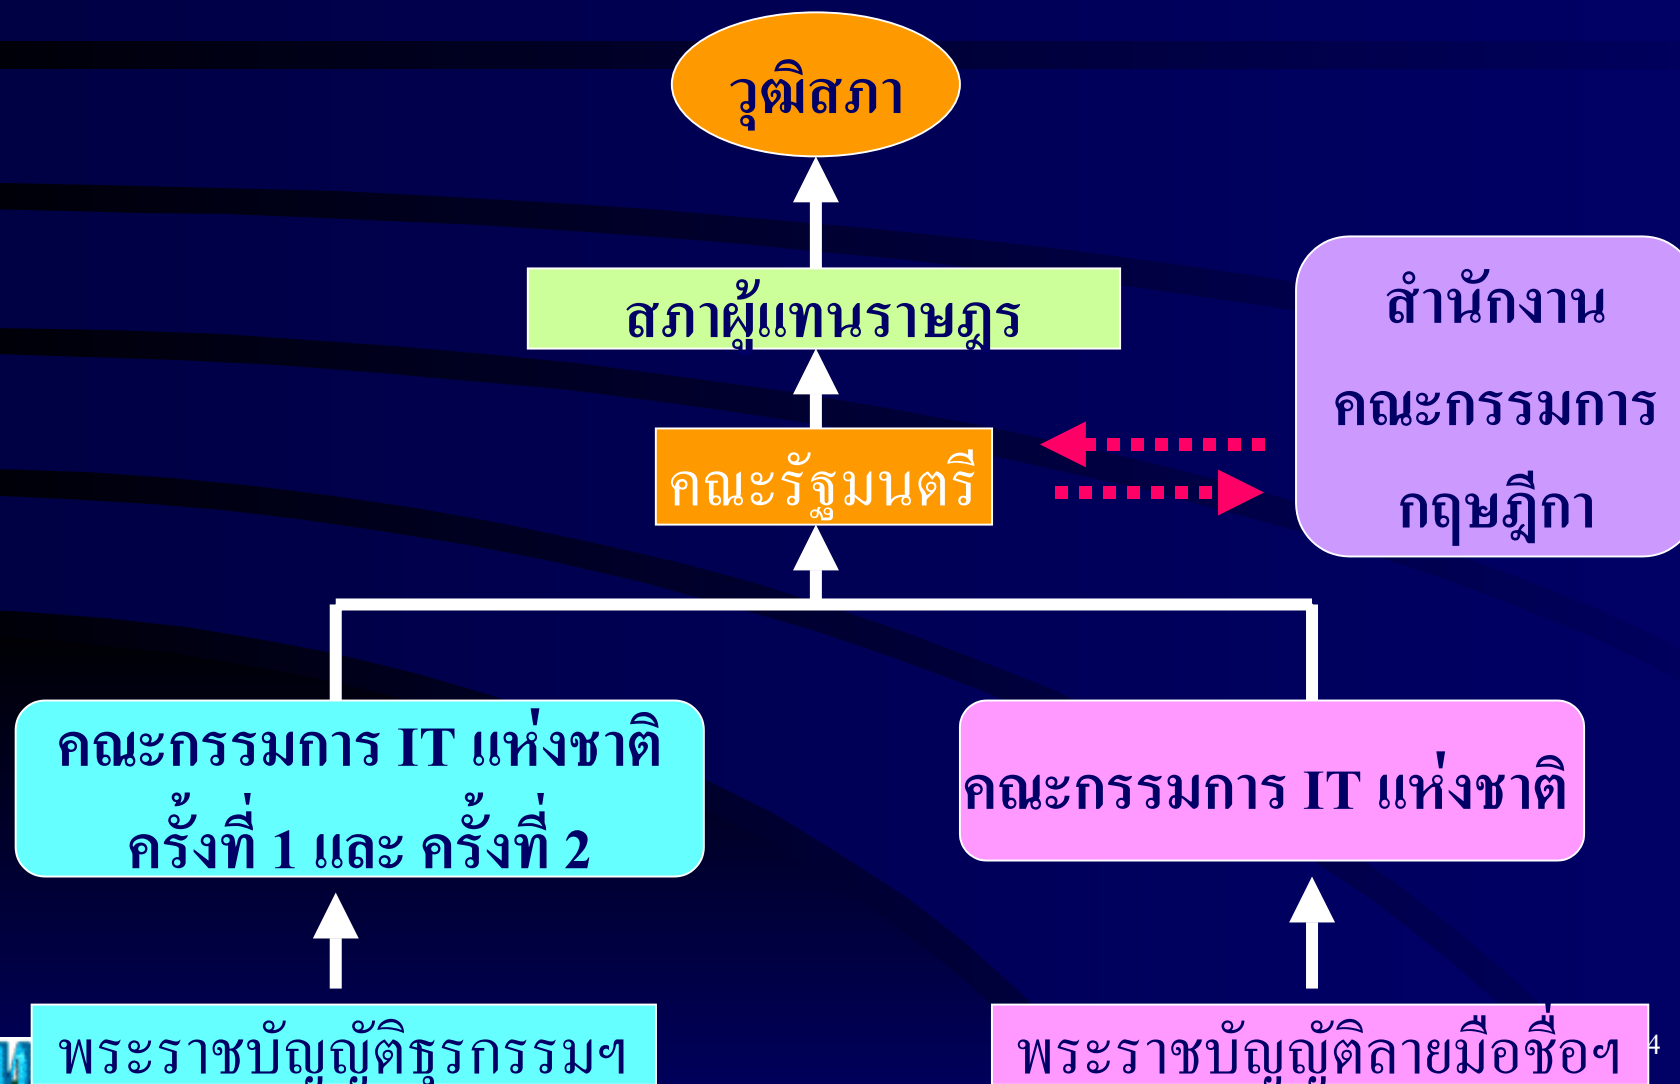 วุฒิสภา
สภาผู้แทนราษฎร
สำนักงาน
คณะกรรมการ
กฤษฎีกา
คณะรัฐมนตรี
คณะกรรมการ IT แห่งชาติ
ครั้งที่ 1 และ ครั้งที่ 2
คณะกรรมการ IT แห่งชาติ
พระราชบัญญัติธุรกรรมฯ
พระราชบัญญัติลายมือชื่อฯ
4